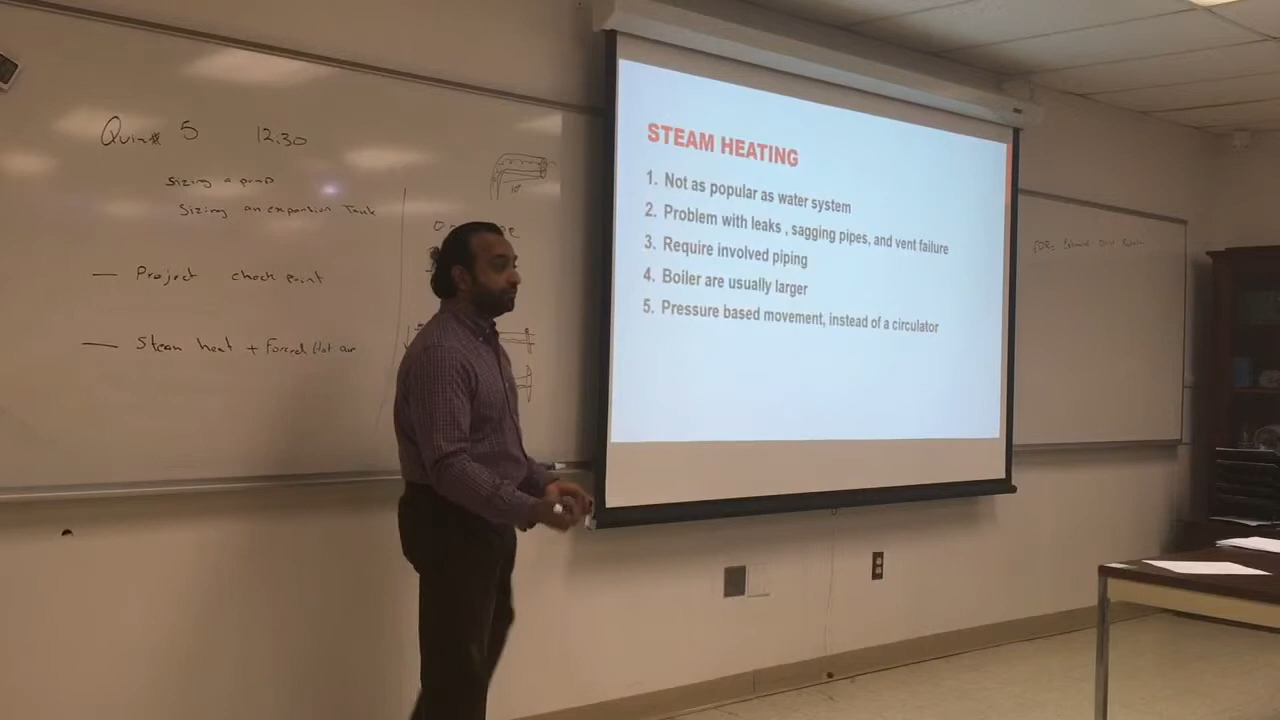 Quiz# 5 12:30
Sizing a pump
Sizing an expantion Tank
— Project check point
— Steam heat + Forced Hot air
10'
STEAM HEATING
1. Not as popular as water system
2. Problem with leaks , sagging pipes, and vent failure
3. Require involved piping
4. Boiler are usually larger
5. Pressure based movement, instead of a circulator
EDR=